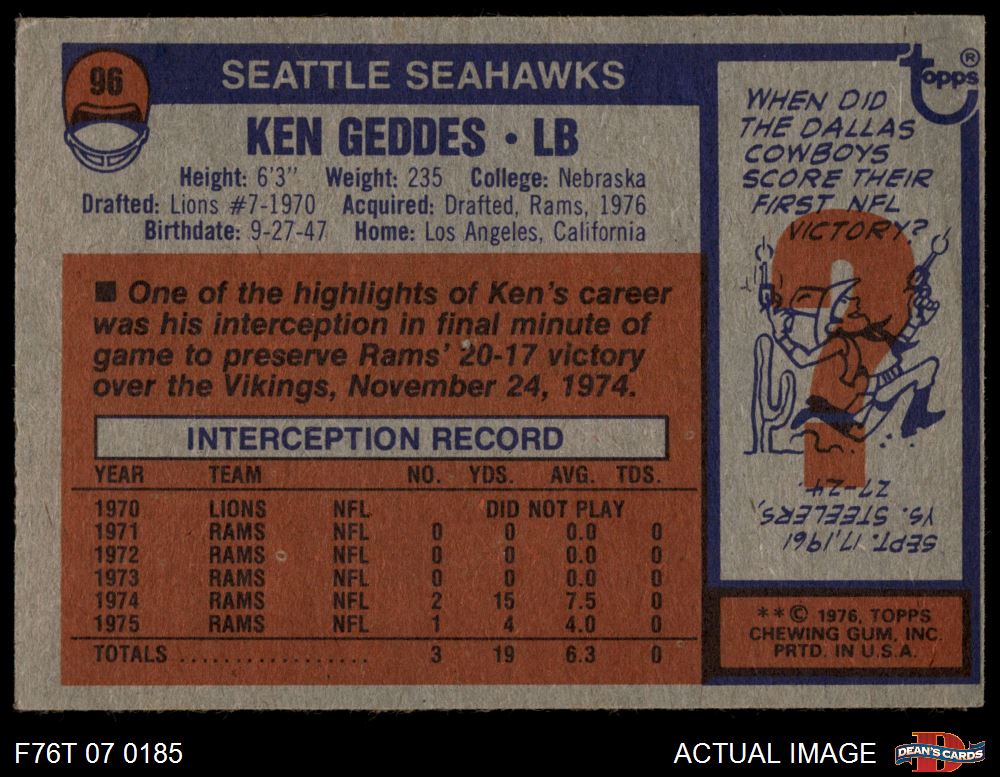 96
SEATTLE SEAHAWKS
KEN GEDDES • LB
Height: 6'3" Weight: 235 College: Nebraska
Drafted: Lions #7-1970 Acquired: Drafted, Rams, 1976
Birthdate: 9-27-47 Home: Los Angeles, California
■ One of the highlights of Ken's career
was his interception in final minute of
game to preserve Rams' 20-17 victory
over the Vikings, November 24, 1974.
INTERCEPTION RECORD
YEAR TEAM NO. YDS. AVG. TDS.
1970 LIONS NFL DID NOT PLAY
1971 RAMS NFL 0 0 0.0 0
1972 RAMS NFL 0 0 0.0 0
1973 RAMS NFL 0 0 0.0 0
1974 RAMS NFL 2 15 7.5 0
1975 RAMS NFL 1 4 4.0 0
TOTALS .................. 3 19 6.3 0
Topps ®
WHEN DID
THE DALLAS
COWBOYS
SCORE THEIR
FIRST NFL
VICTORY?
?
SEPT. 17, 1961
VS. STEELERS,
27-24.
**© 1976, TOPPS
CHEWING GUM, INC.
PRTD. IN U.S.A.
F76T 07 0185
ACTUAL IMAGE
D
DEAN'S CARDS